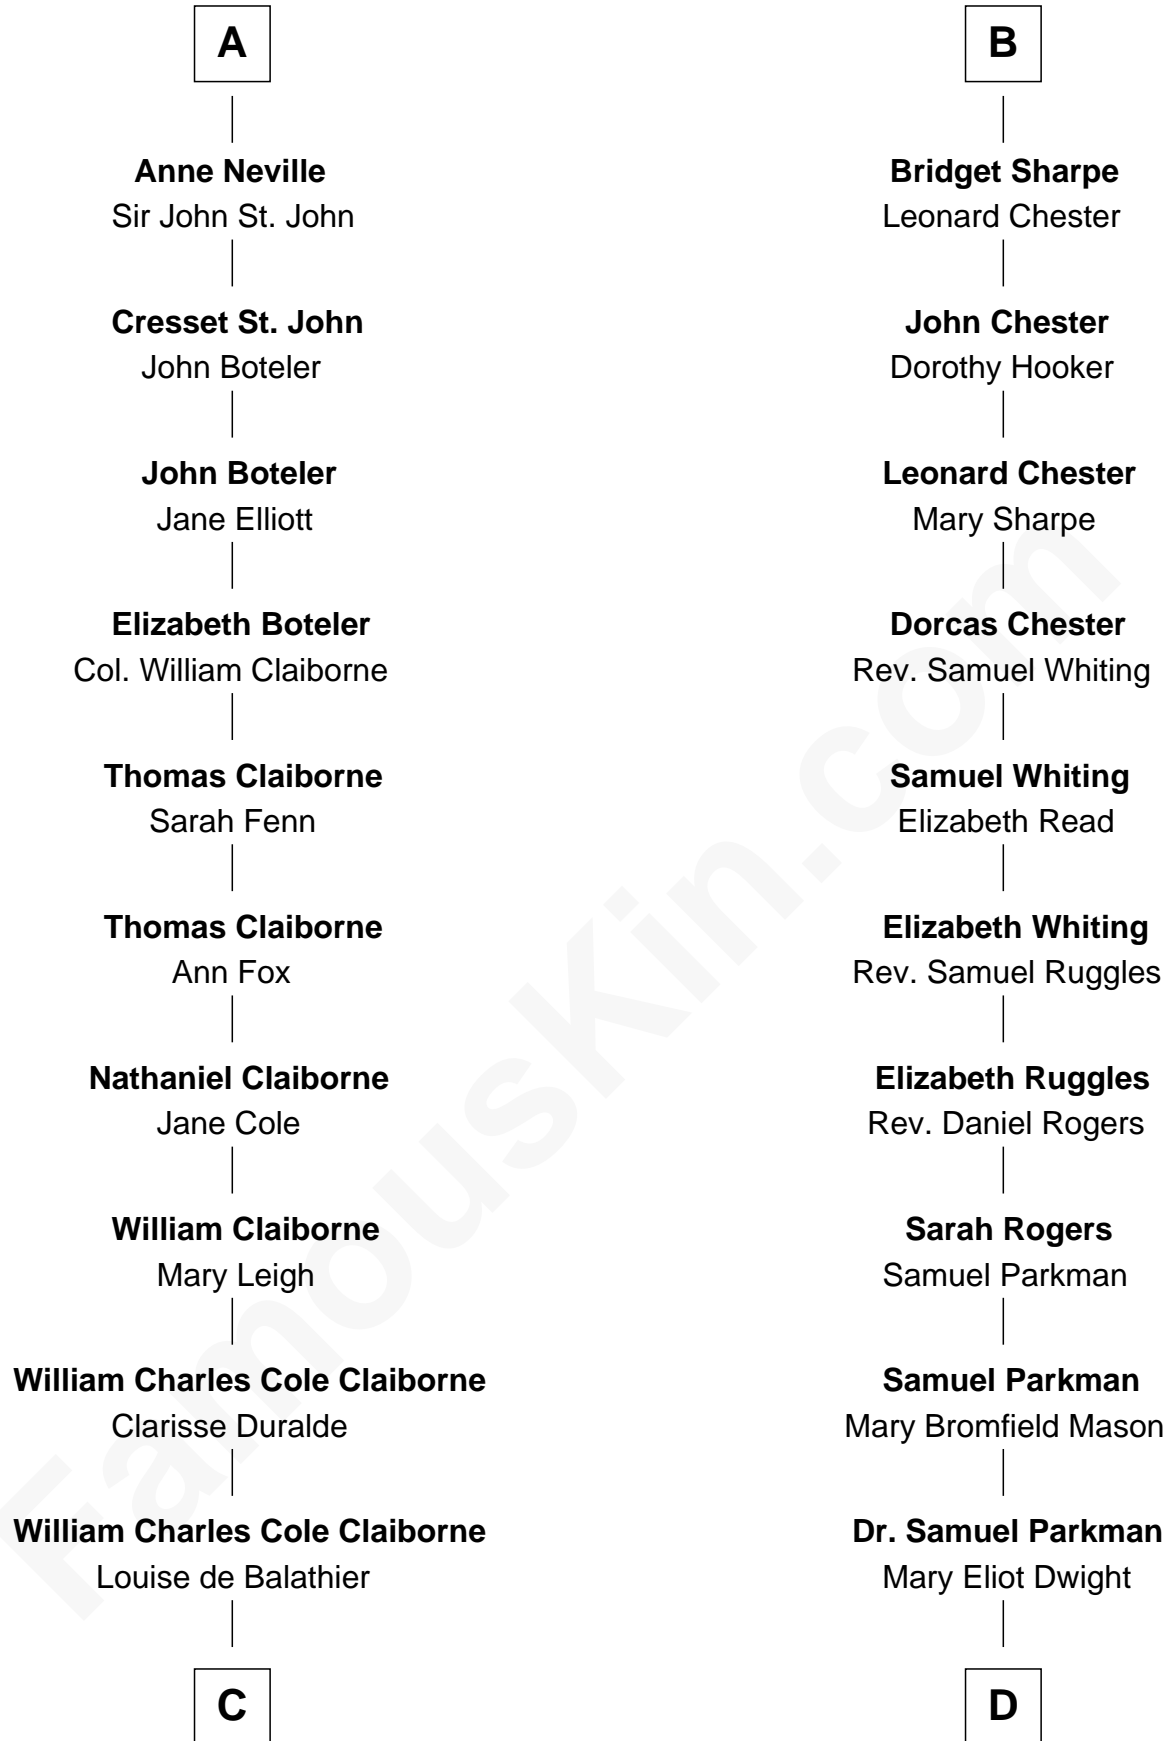 A
Anne Neville
Sir John St. John
Cresset St. John
John Boteler
John Boteler
Jane Elliott
Elizabeth Boteler
Col. William Claiborne
Thomas Claiborne
Sarah Fenn
Thomas Claiborne
Ann Fox
Nathaniel Claiborne
Jane Cole
William Claiborne
Mary Leigh
William Charles Cole Claiborne
Clarisse Duralde
William Charles Cole Claiborne
Louise de Balathier
C
B
Bridget Sharpe
Leonard Chester
John Chester
Dorothy Hooker
Leonard Chester
Mary Sharpe
Dorcas Chester
Rev. Samuel Whiting
Samuel Whiting
Elizabeth Read
Elizabeth Whiting
Rev. Samuel Ruggles
Elizabeth Ruggles
Rev. Daniel Rogers
Sarah Rogers
Samuel Parkman
Samuel Parkman
Mary Bromfield Mason
Dr. Samuel Parkman
Mary Eliot Dwight
D
FamousKin.com